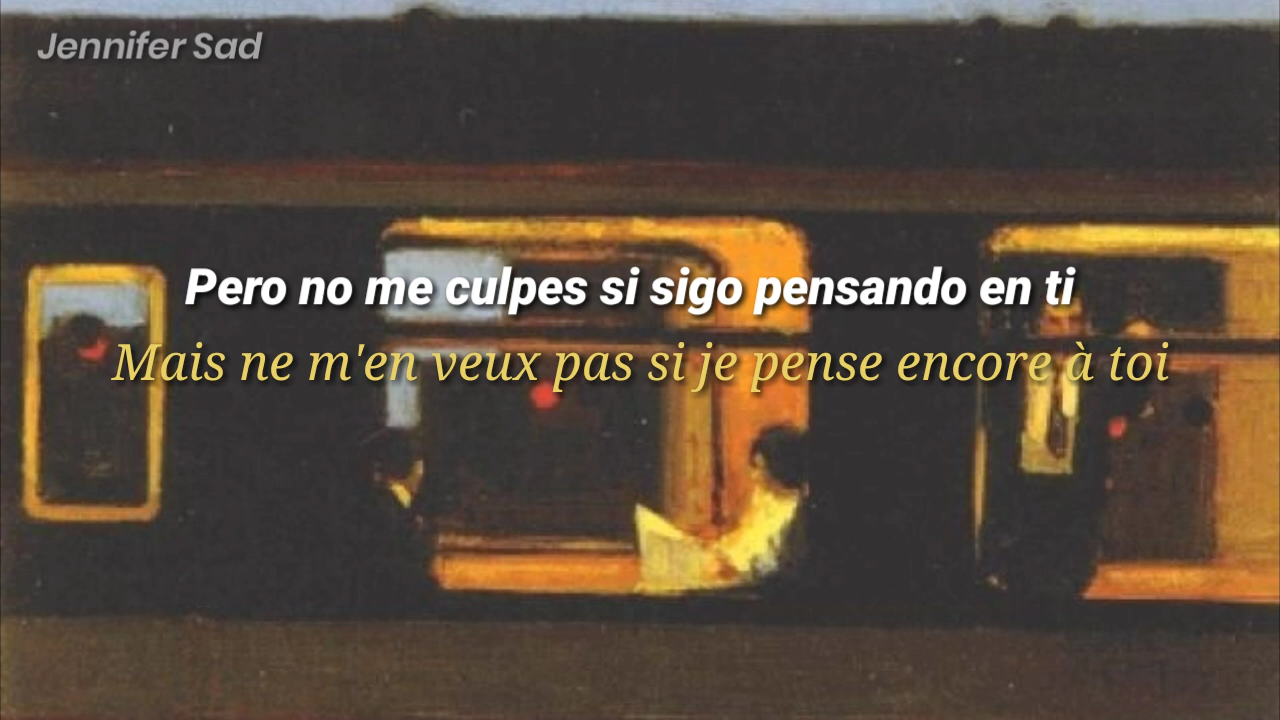 Jennifer Sad
Pero no me culpes si sigo pensando en ti
Mais ne m'en veux pas si je pense encore à toi